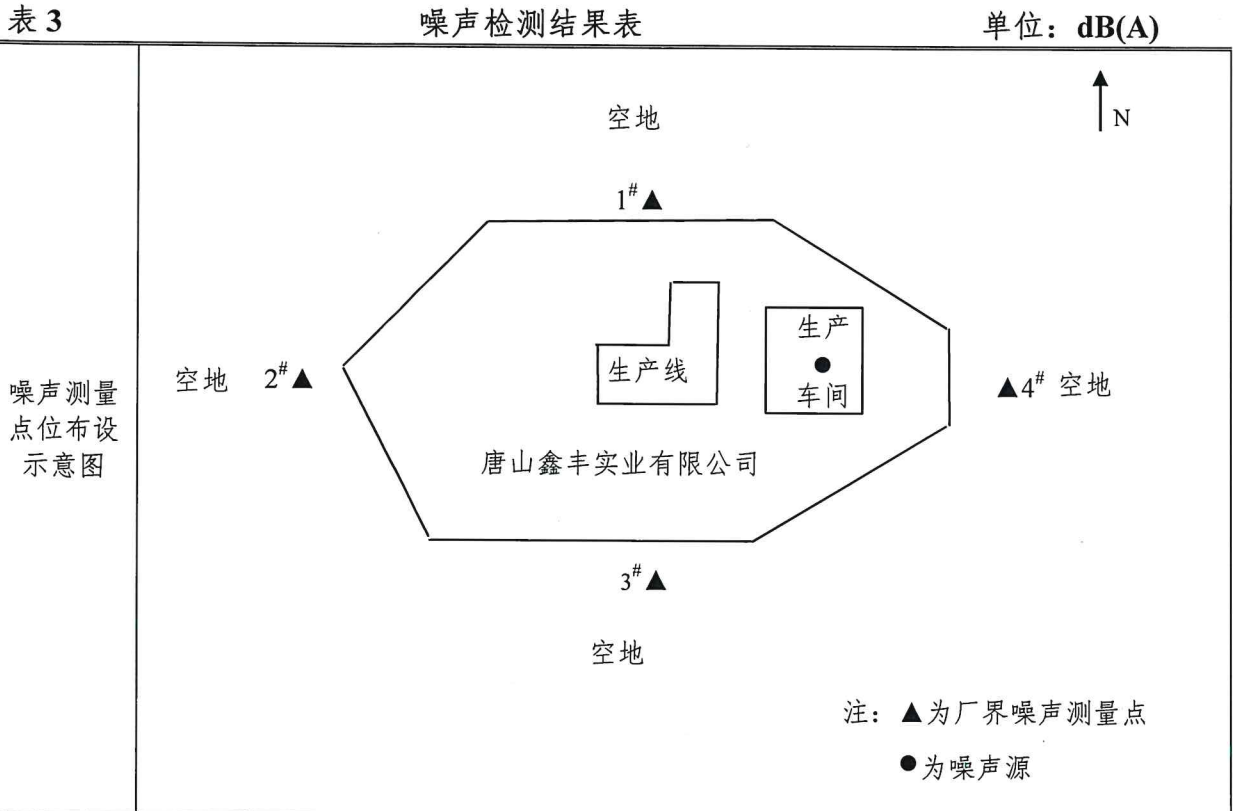 表3 噪声检测结果表 单位：dB(A)
空地
N
1#▲
生产
生产线
车间
空地 2#▲
▲4# 空地
噪声测量
点位布设
示意图
唐山鑫丰实业有限公司
3#▲
空地
注：▲为厂界噪声测量点
●为噪声源